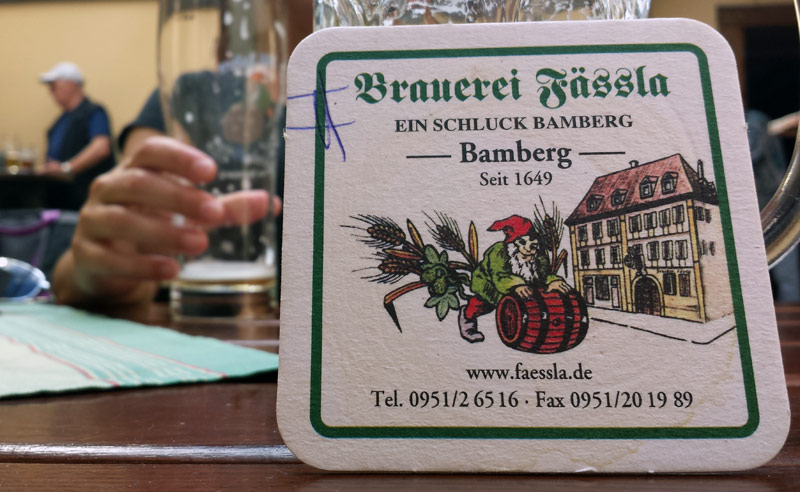 Brauerei Fässla
EIN SCHLUCK BAMBERG
Bamberg
Seit 1649
www.faessla.de
Tel. 0951/2 65 16 · Fax 0951/20 19 89